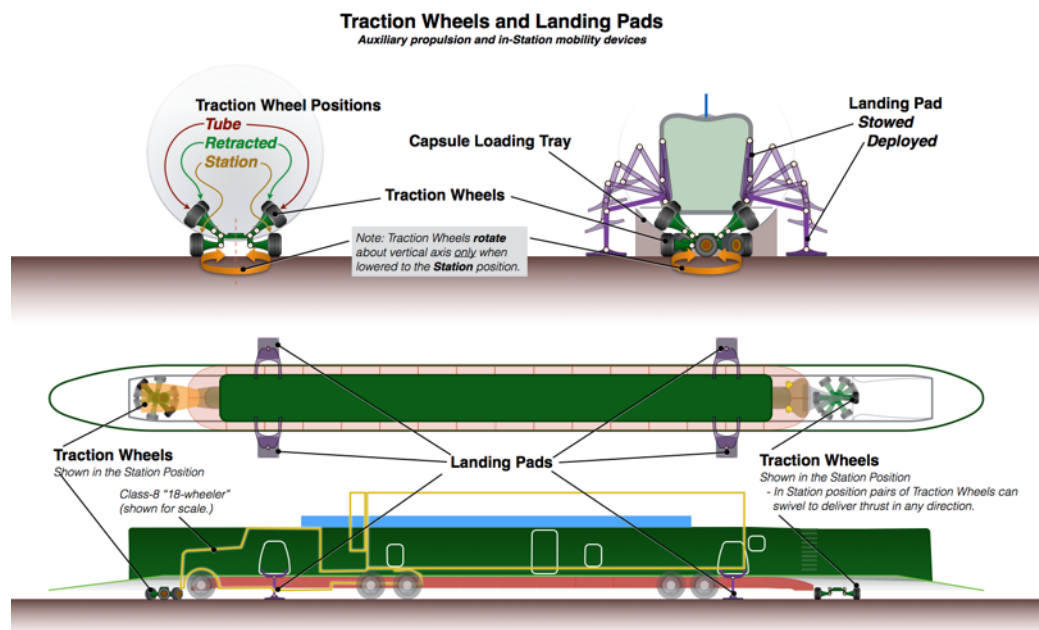 Traction Wheels and Landing Pads
Auxiliary propulsion and in-Station mobility devices
Traction Wheel Positions
Tube
Retracted
Station
Capsule Loading Tray
Traction Wheels
Landing Pad
Stowed
Deployed
Note: Traction Wheels rotate
about vertical axis only when
lowered to the Station position.
Traction Wheels
Shown in the Station Position
Landing Pads
Traction Wheels
Shown in the Station Position
- In Station position pairs of Traction Wheels can
swivel to deliver thrust in any direction.
Class-8 "18-wheeler"
(shown for scale.)